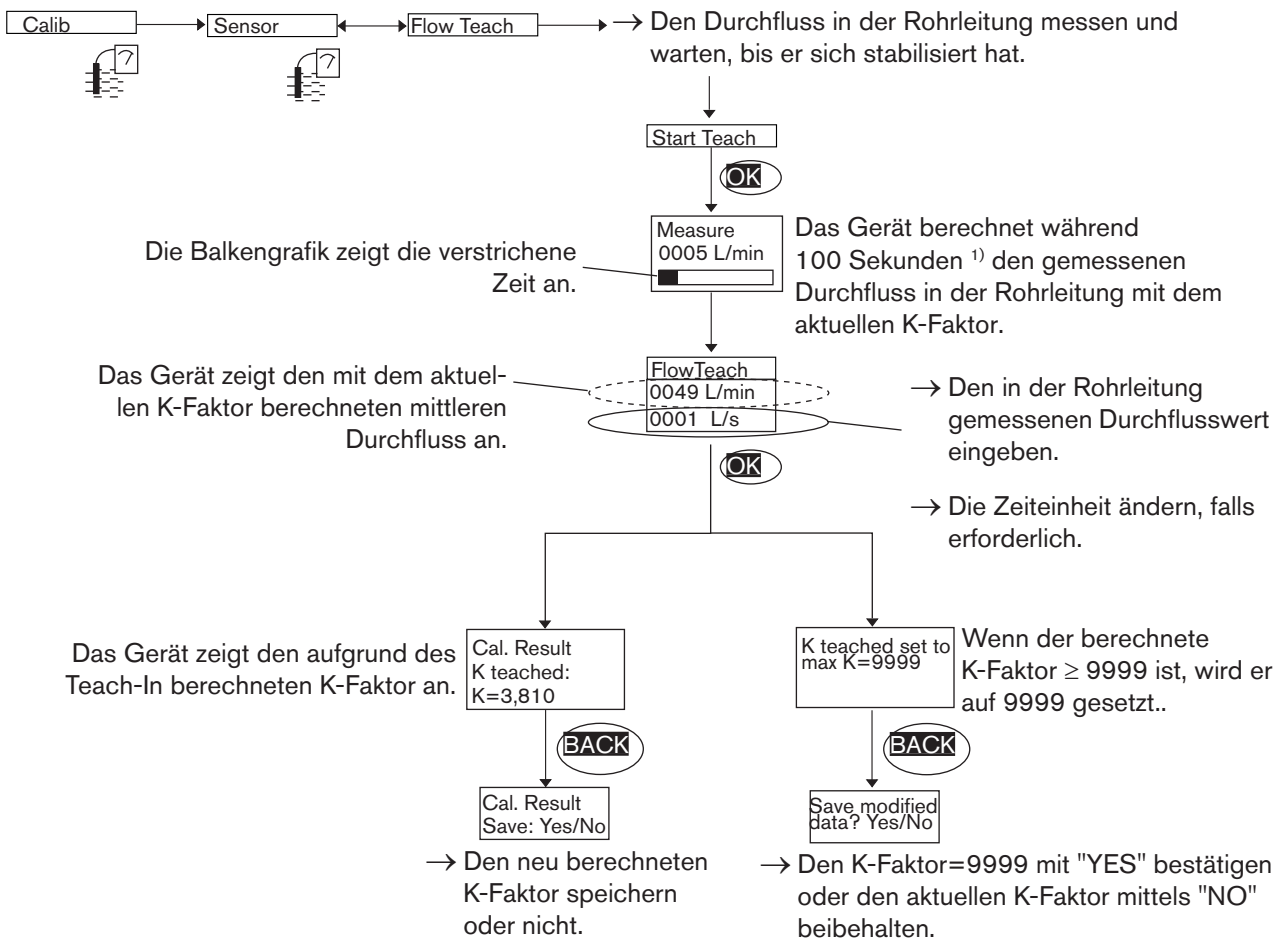 Calib
Sensor
Flow Teach
→ Den Durchfluss in der Rohrleitung messen und
warten, bis er sich stabilisiert hat.
Start Teach
OK
Die Balkengrafik zeigt die verstrichene
Zeit an.
Measure
0005 L/min
Das Gerät berechnet während
100 Sekunden 1) den gemessenen
Durchfluss in der Rohrleitung mit dem
aktuellen K-Faktor.
Das Gerät zeigt den mit dem aktuel-
len K-Faktor berechneten mittleren
Durchfluss an.
FlowTeach
0049 L/min
0001 L/s
→ Den in der Rohrleitung
gemessenen Durchflusswert
eingeben.
OK
→ Die Zeiteinheit ändern, falls
erforderlich.
Das Gerät zeigt den aufgrund des
Teach-In berechneten K-Faktor an.
Cal. Result
K teached:
K=3,810
K teached set to
max K=9999
Wenn der berechnete
K-Faktor ≥ 9999 ist, wird er
auf 9999 gesetzt..
BACK
BACK
Cal. Result
Save: Yes/No
Save modified
data? Yes/No
→ Den neu berechneten
K-Faktor speichern
oder nicht.
→ Den K-Faktor=9999 mit "YES" bestätigen
oder den aktuellen K-Faktor mittels "NO"
beibehalten.